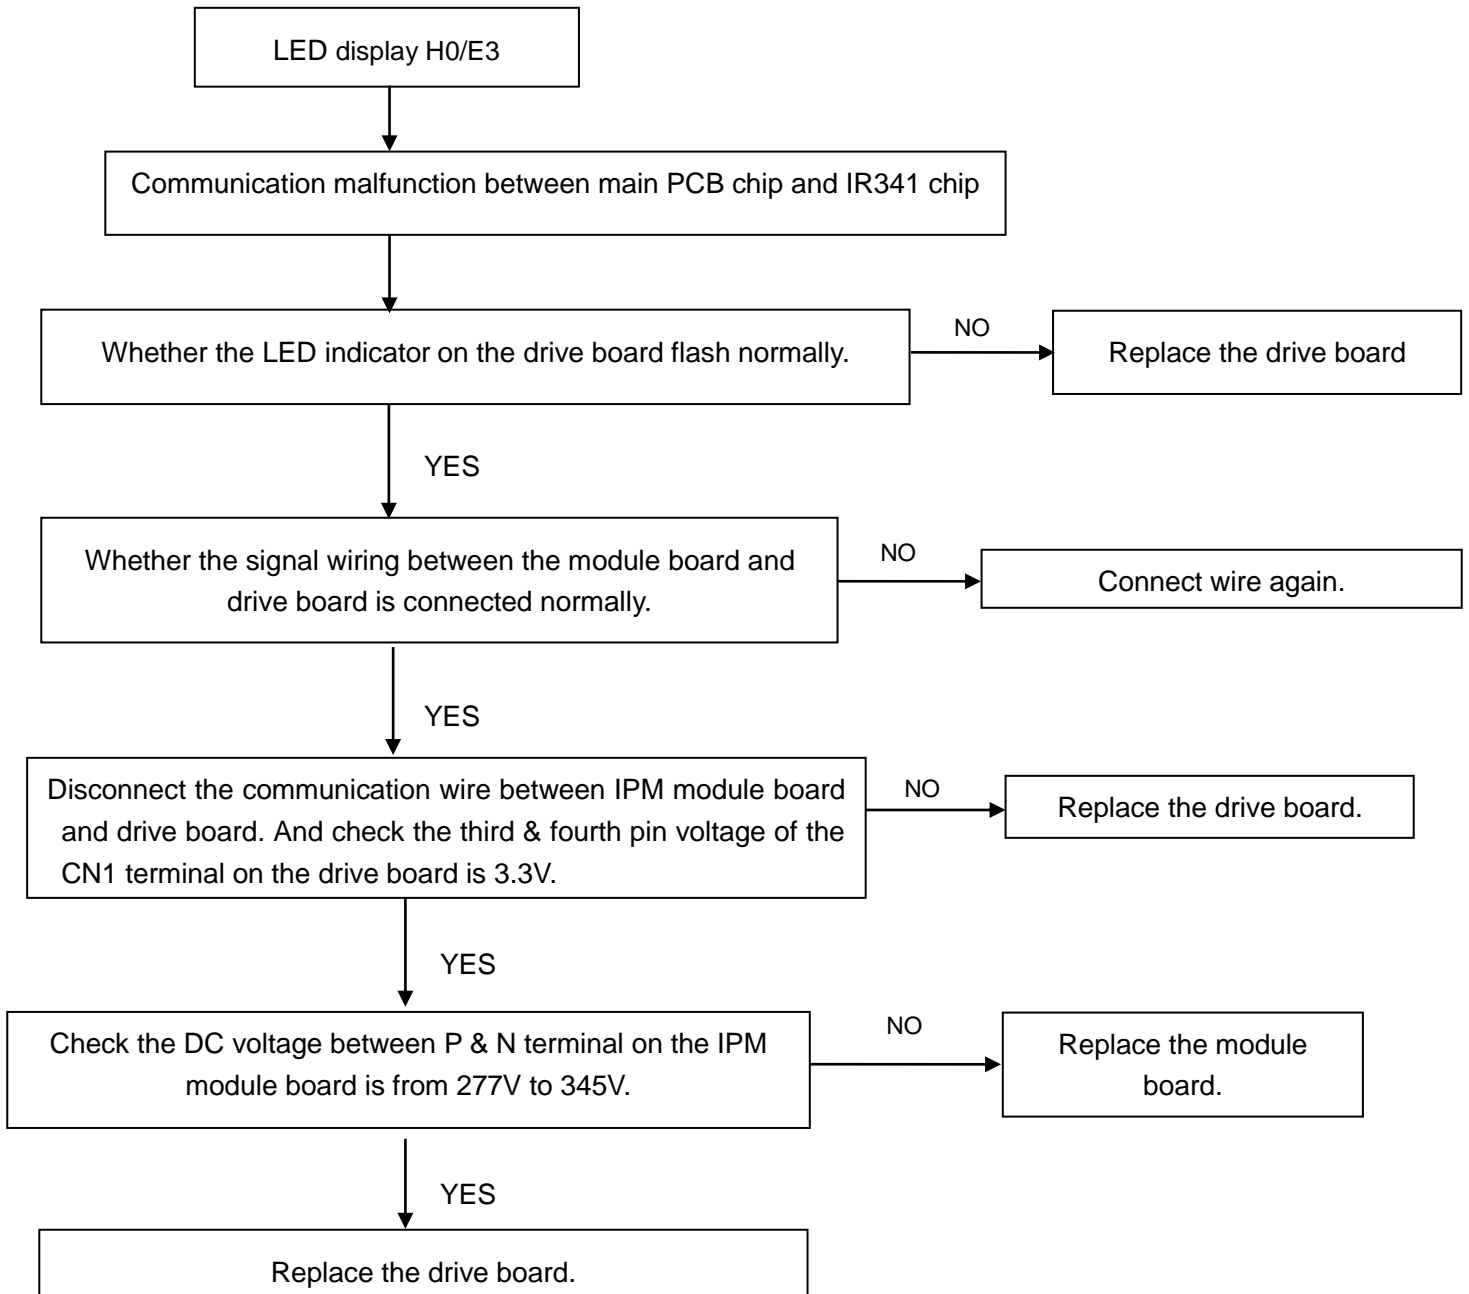 LED display H0/E3
Communication malfunction between main PCB chip and IR341 chip
Whether the LED indicator on the drive board flash normally.
NO
Replace the drive board
YES
Whether the signal wiring between the module board and
drive board is connected normally.
NO
Connect wire again.
YES
Disconnect the communication wire between IPM module board
and drive board. And check the third & fourth pin voltage of the
CN1 terminal on the drive board is 3.3V.
NO
Replace the drive board.
YES
Check the DC voltage between P & N terminal on the IPM
module board is from 277V to 345V.
NO
Replace the module
board.
YES
Replace the drive board.